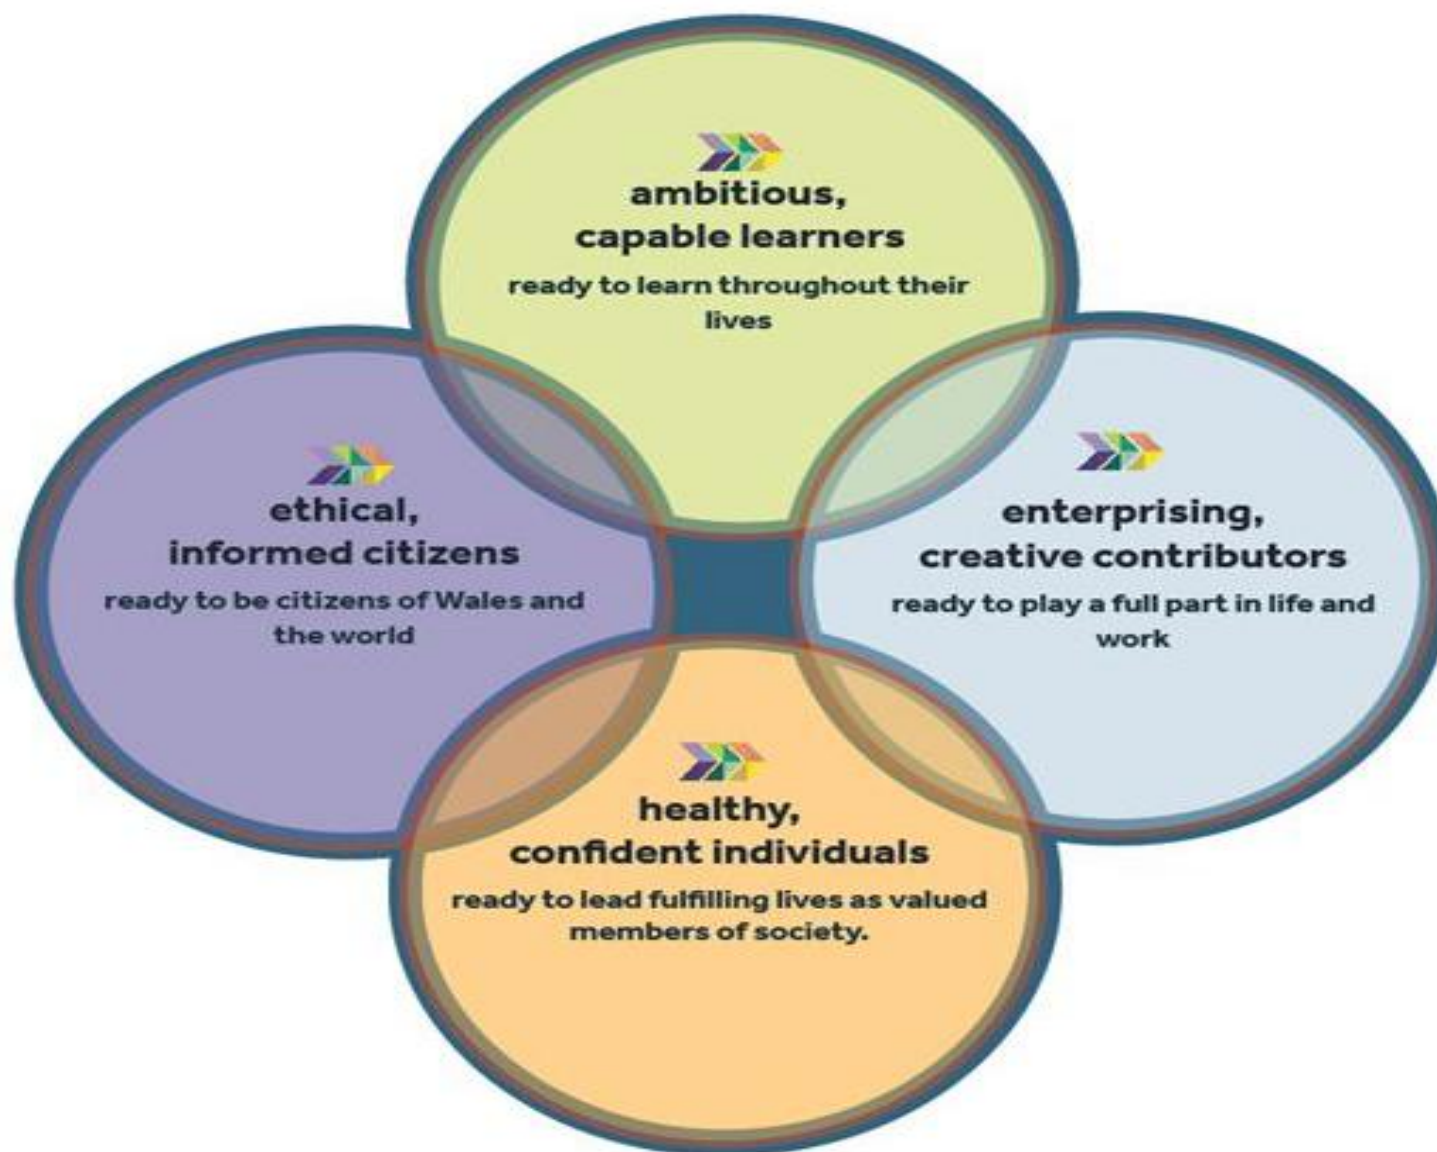 ambitious,
capable learners
ready to learn throughout their
lives
ethical,
informed citizens
ready to be citizens of Wales and
the world
enterprising,
creative contributors
ready to play a full part in life and
work
healthy,
confident individuals
ready to lead fulfilling lives as valued
members of society.